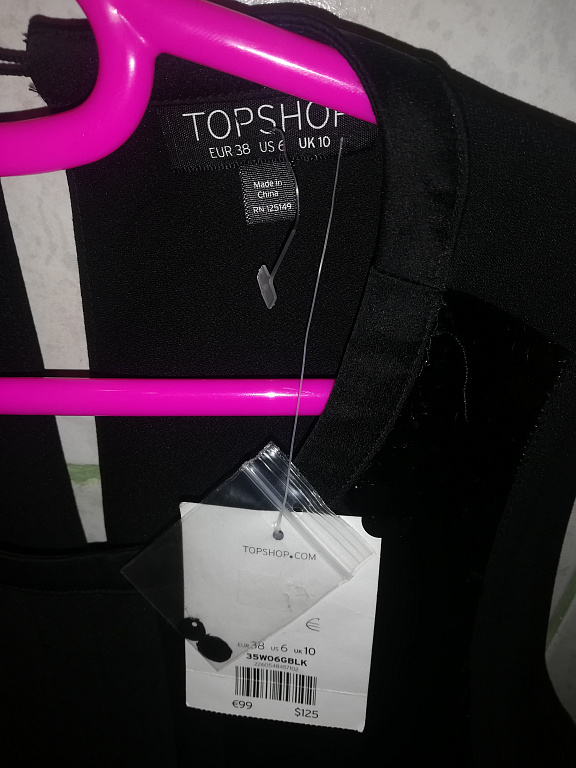 TOPSHOP
EUR 38 US 6 UK 10
Made in
China
RN 125149
TOPSHOP.COM
€
EUR 38 US 6 UK 10
35W06GBLK
€99 $125